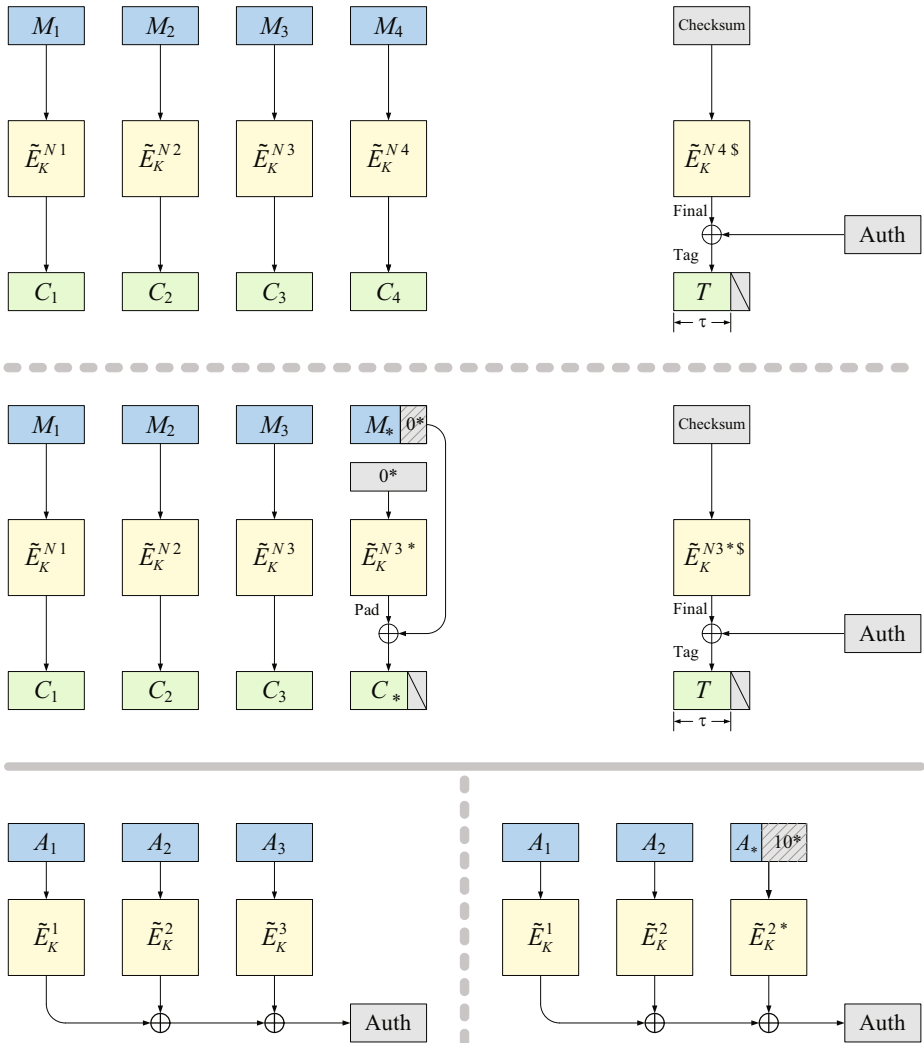 M₁ M₂ M₃ M₄ Checksum
Ẽ_K^{N 1} Ẽ_K^{N 2} Ẽ_K^{N 3} Ẽ_K^{N 4} Ẽ_K^{N 4 $}
Final
Auth
Tag
C₁ C₂ C₃ C₄ T
τ
M₁ M₂ M₃ M_* 0* Checksum
0*
Ẽ_K^{N 1} Ẽ_K^{N 2} Ẽ_K^{N 3} Ẽ_K^{N 3 *} Ẽ_K^{N 3 * $}
Pad Final
Auth
Tag
C₁ C₂ C₃ C_* T
τ
A₁ A₂ A₃
Ẽ_K^1 Ẽ_K^2 Ẽ_K^3
Auth
A₁ A₂ A_* 10*
Ẽ_K^1 Ẽ_K^2 Ẽ_K^{2 *}
Auth